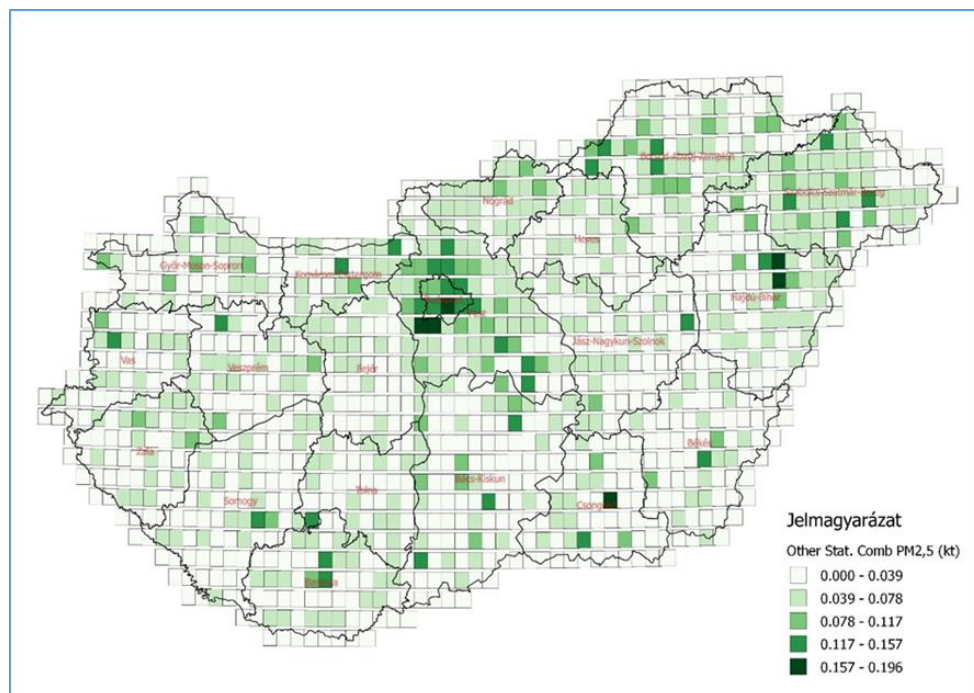 Borsod-Abaúj-Zemplén
Szabolcs-Szatmár-Bereg
Nógrád
Heves
Győr-Moson-Sopron
Komárom-Esztergom
Hajdú-Bihar
Pest
Jász-Nagykun-Szolnok
Vas
Veszprém
Fejér
Zala
Békés
Bács-Kiskun
Tolna
Somogy
Baranya
Jelmagyarázat
Other Stat. Comb PM2,5 (kt)
0.000 - 0.039
0.039 - 0.078
0.078 - 0.117
0.117 - 0.157
0.157 - 0.196